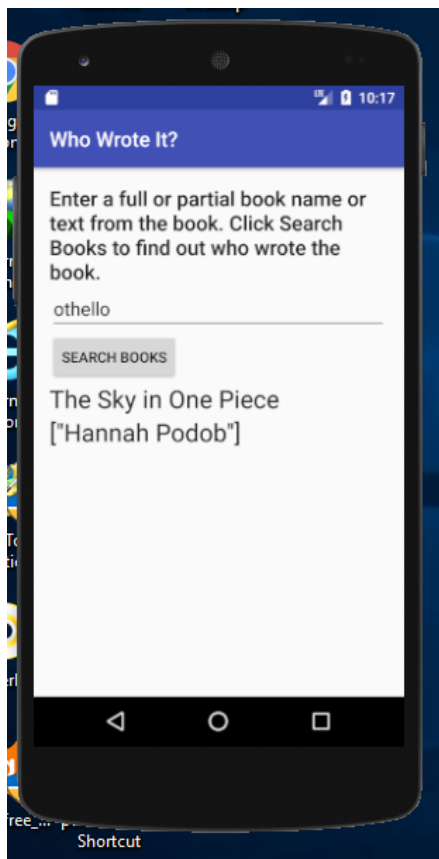 10:17
Who Wrote It?
Enter a full or partial book name or
text from the book. Click Search
Books to find out who wrote the
book.
othello
SEARCH BOOKS
The Sky in One Piece
["Hannah Podob"]
Shortcut